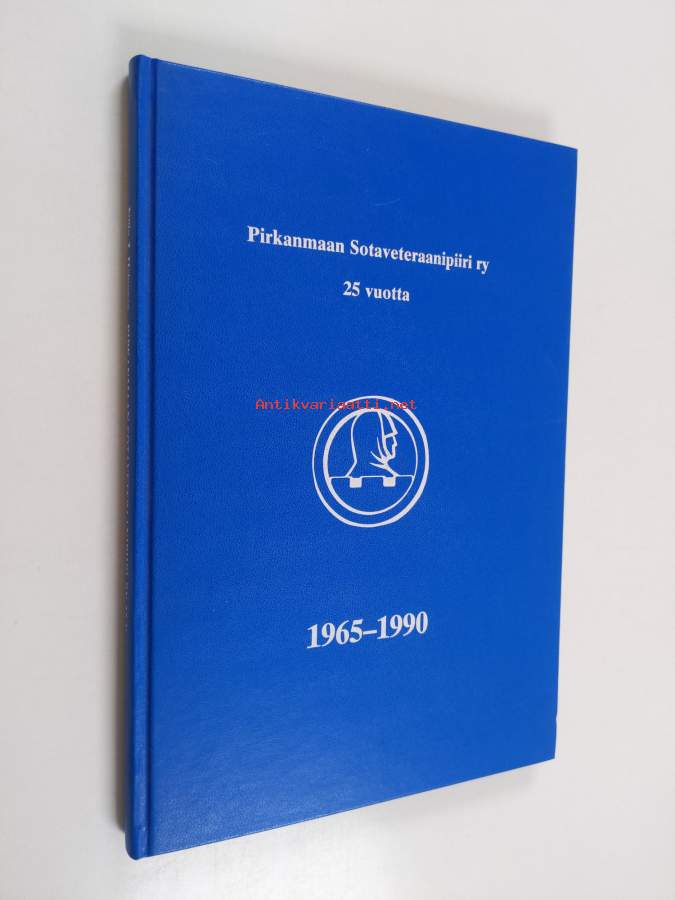 Pirkanmaan Sotaveteraanipiiri ry
25 vuotta
Antikvariaatti.net
1965–1990